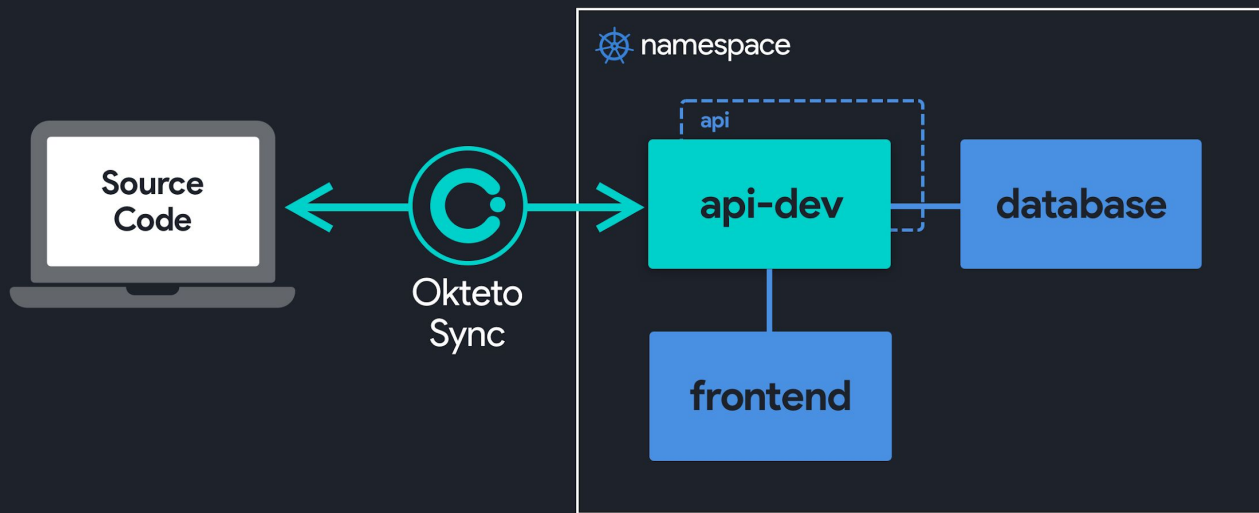 namespace
api
Source
Code
api-dev
database
Okteto
Sync
frontend